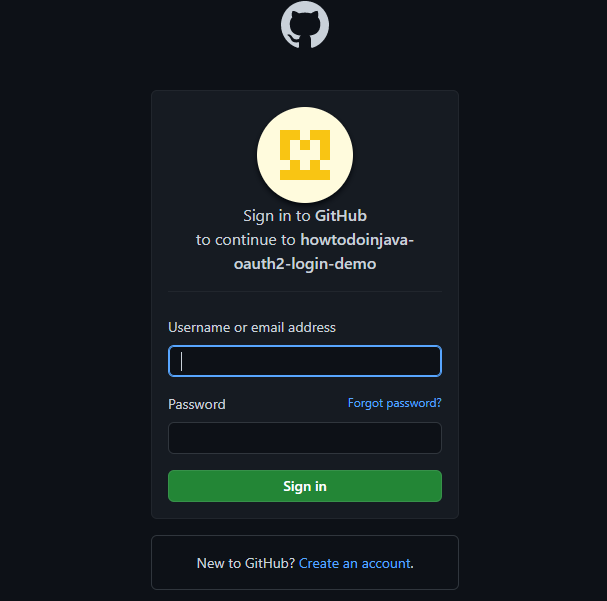 Sign in to GitHub
to continue to howtodoinjava-
oauth2-login-demo
Username or email address
Password Forgot password?
Sign in
New to GitHub? Create an account.